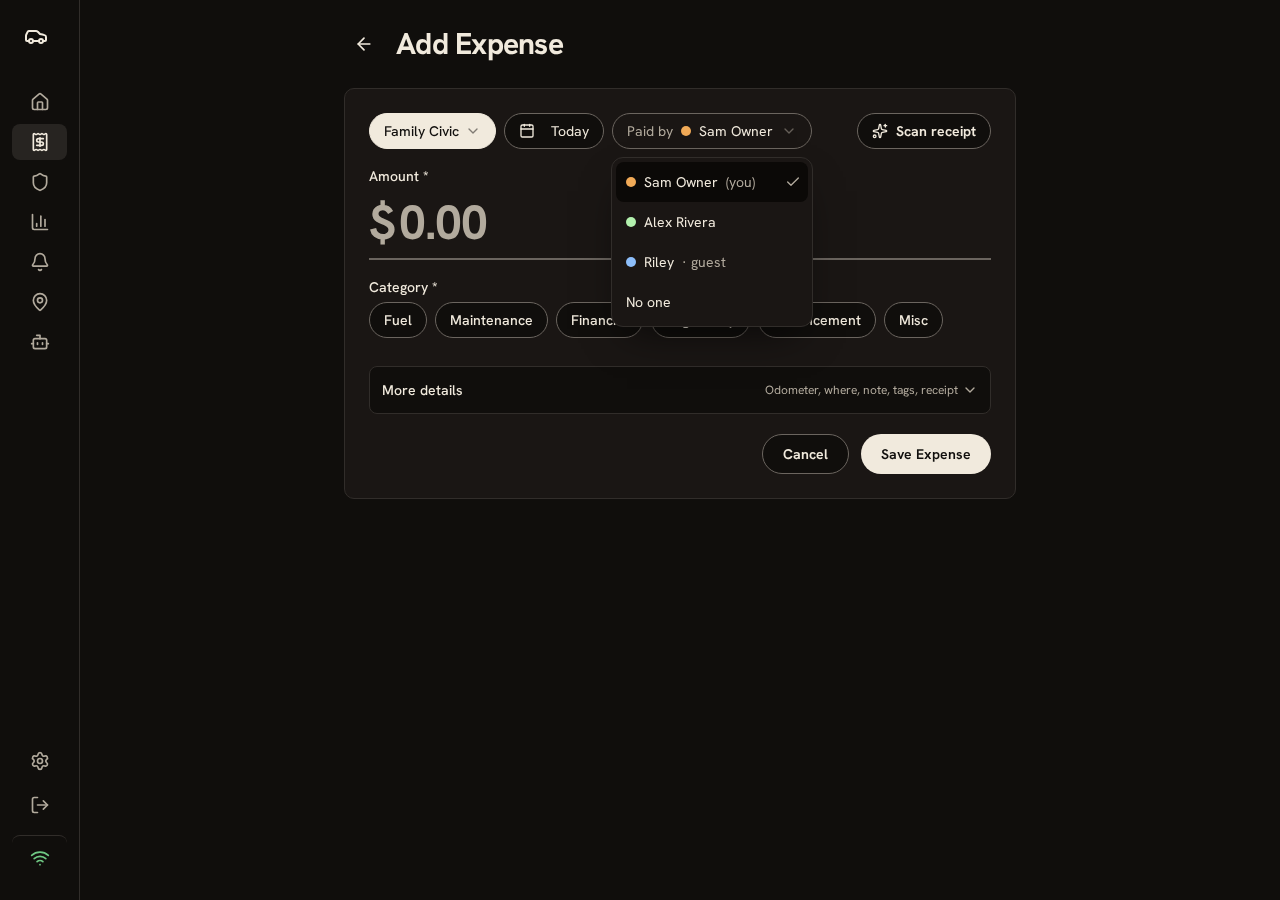 Add Expense
Family Civic
Today
Paid by Sam Owner
Scan receipt
Sam Owner (you)
Alex Rivera
Riley · guest
No one
Amount *
$0.00
Category *
Fuel
Maintenance
Misc
More details
Odometer, where, note, tags, receipt
Cancel
Save Expense